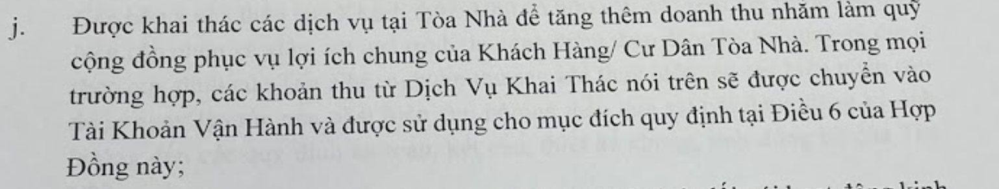 j. Được khai thác các dịch vụ tại Tòa Nhà để tăng thêm doanh thu nhằm làm quỹ
cộng đồng phục vụ lợi ích chung của Khách Hàng/ Cư Dân Tòa Nhà. Trong mọi
trường hợp, các khoản thu từ Dịch Vụ Khai Thác nói trên sẽ được chuyển vào
Tài Khoản Vận Hành và được sử dụng cho mục đích quy định tại Điều 6 của Hợp
Đồng này;